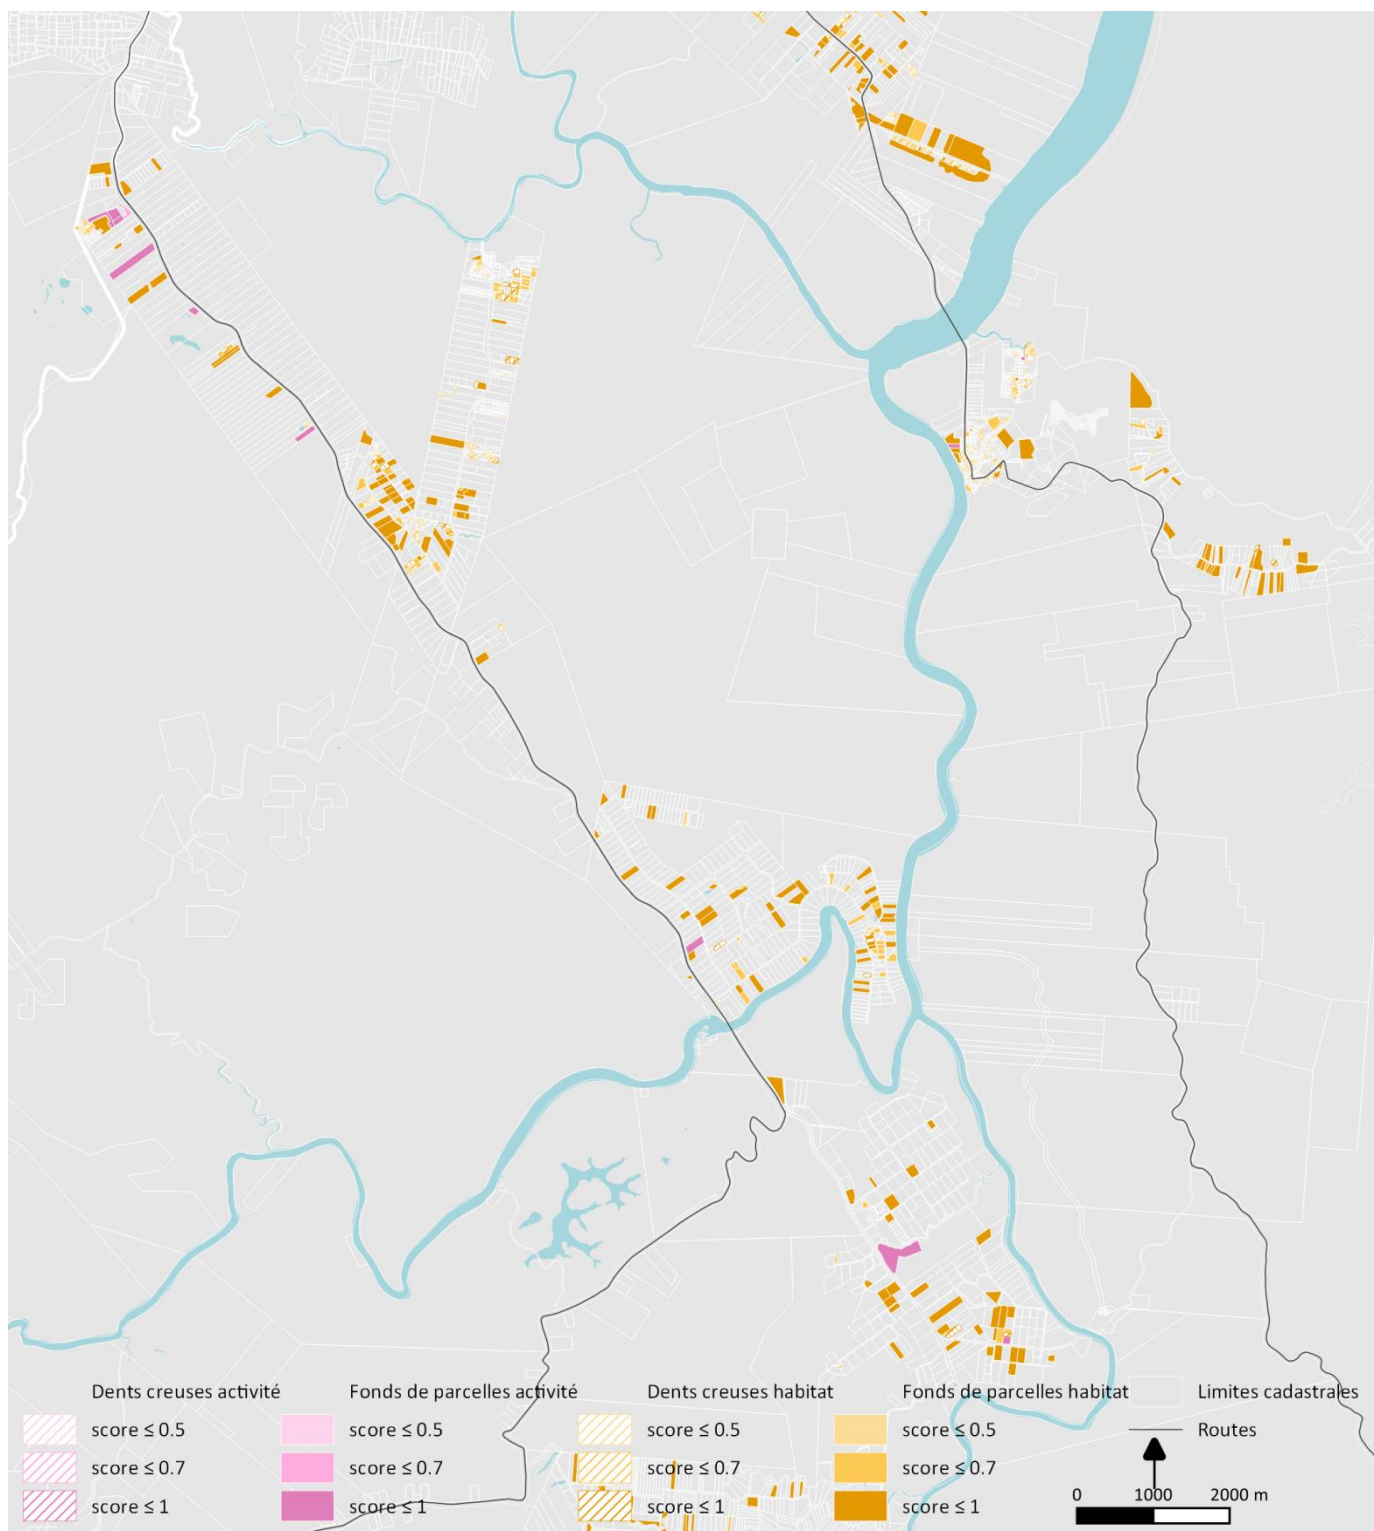 Dents creuses activité Fonds de parcelles activité Dents creuses habitat Fonds de parcelles habitat Limites cadastrales
score ≤ 0.5 score ≤ 0.5 score ≤ 0.5 score ≤ 0.5 Routes
score ≤ 0.7 score ≤ 0.7 score ≤ 0.7 score ≤ 0.7
score ≤ 1 score ≤ 1 score ≤ 1 score ≤ 1
0 1000 2000 m